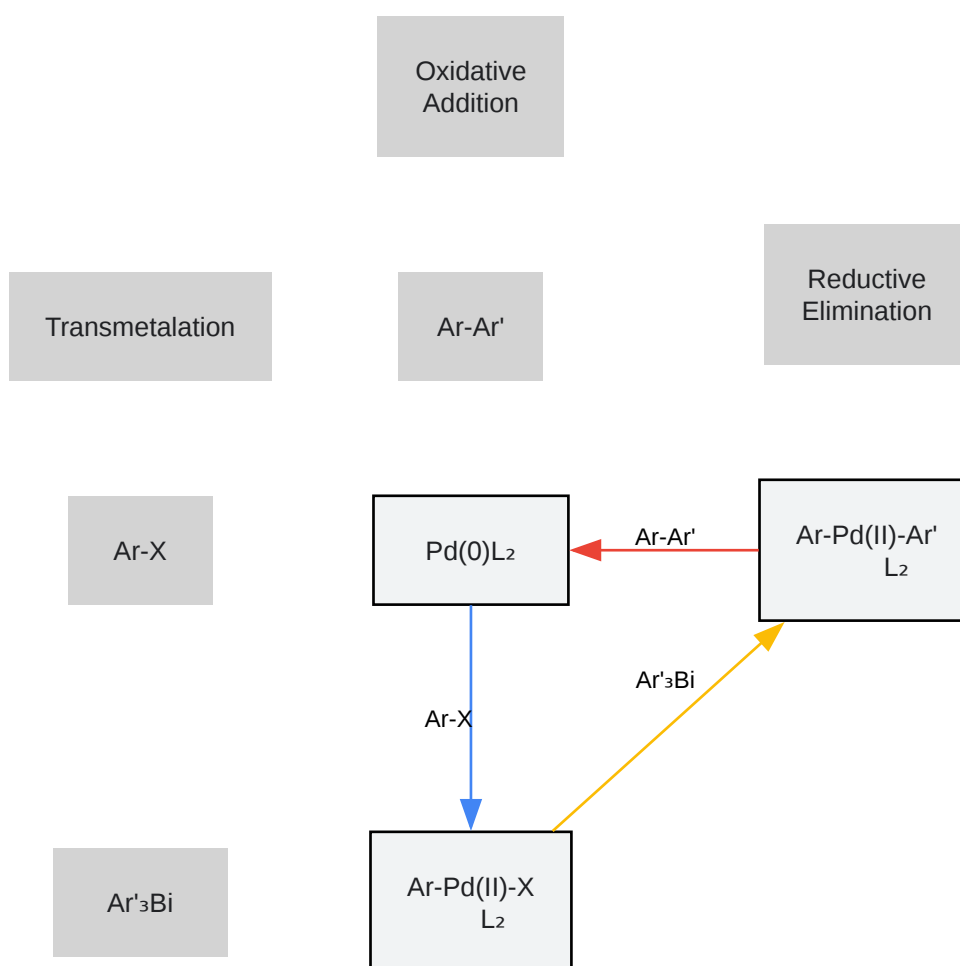 Oxidative
Addition
Reductive
Elimination
Transmetalation
Ar-Ar'
Ar-X
Pd(0)L₂
Ar-Ar'
Ar-Pd(II)-Ar'
L₂
Ar'₃Bi
Ar-X
Ar'₃Bi
Ar-Pd(II)-X
L₂